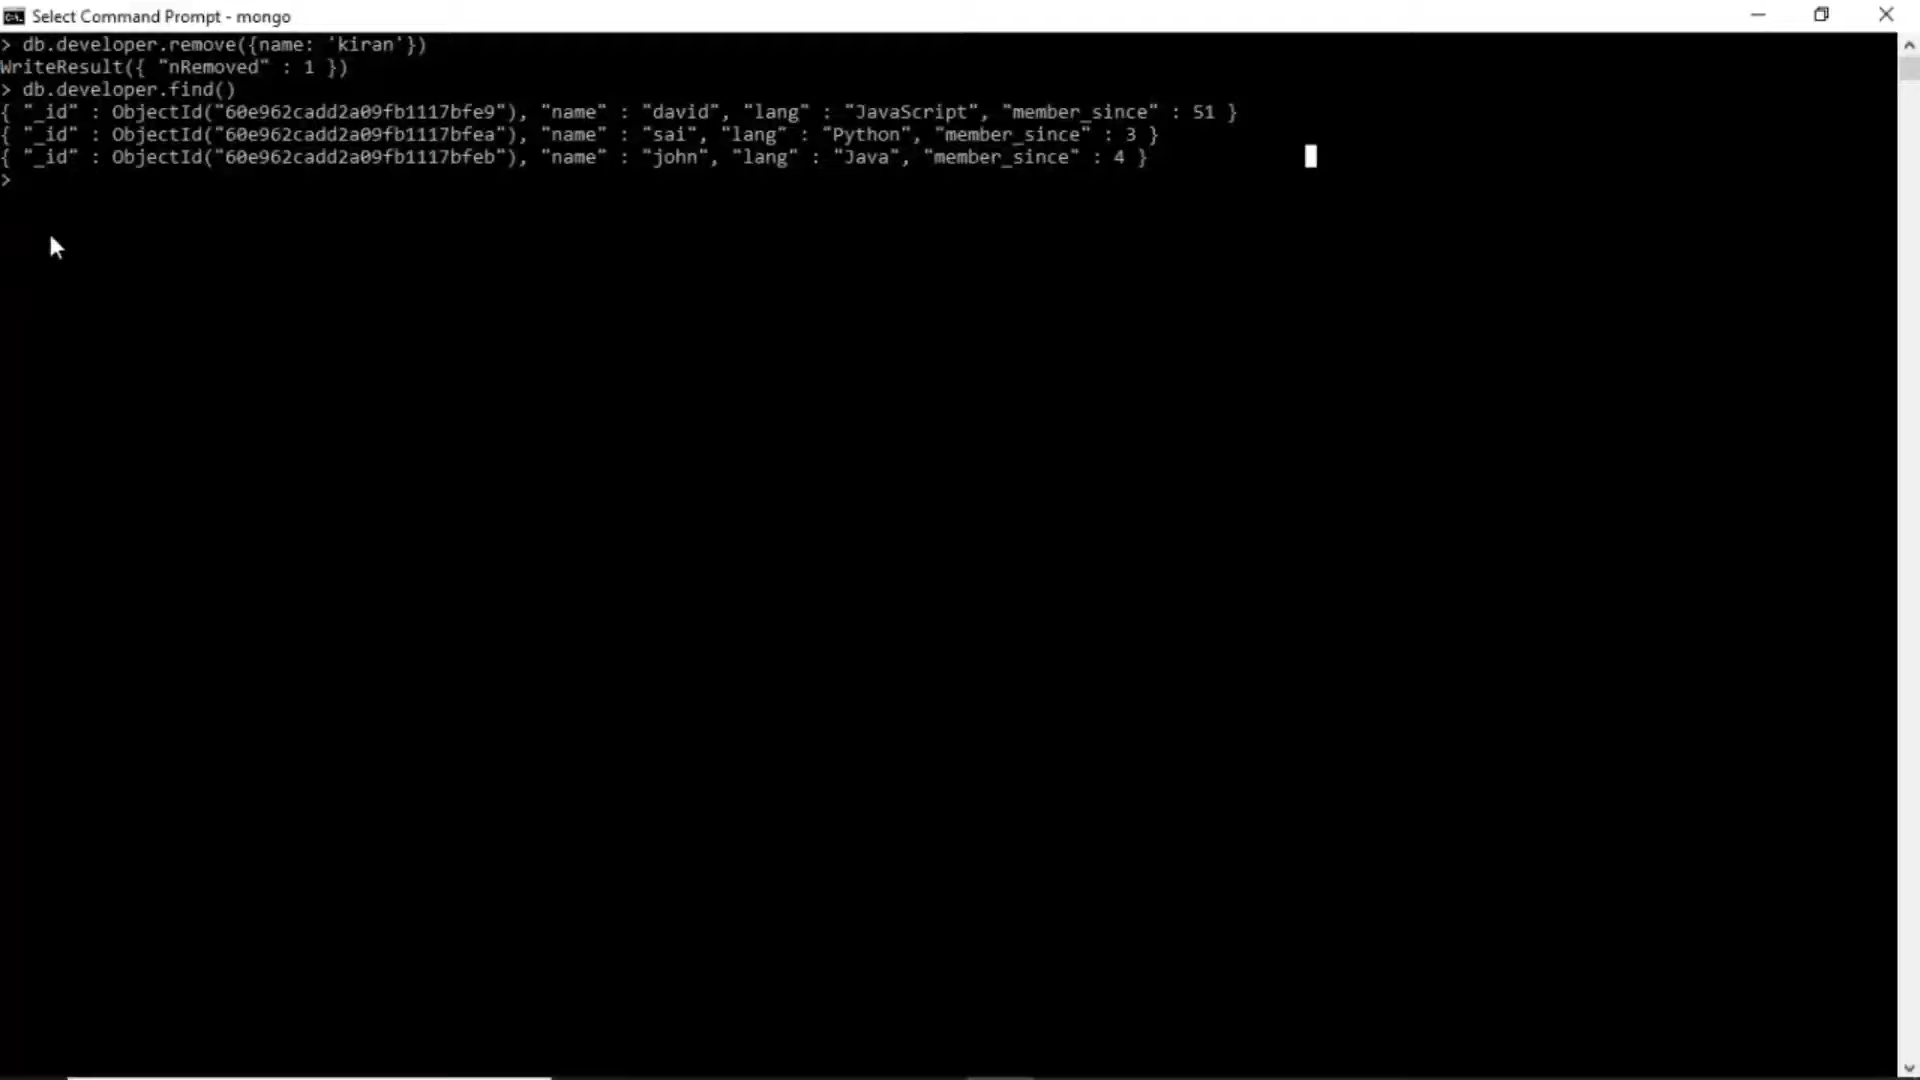 Select Command Prompt - mongo
> db.developer.remove({name: 'kiran'})
WriteResult({ "nRemoved" : 1 })
> db.developer.find()
{ "_id" : ObjectId("60e962cadd2a09fb1117bfe9"), "name" : "david", "lang" : "JavaScript", "member_since" : 51 }
{ "_id" : ObjectId("60e962cadd2a09fb1117bfea"), "name" : "sai", "lang" : "Python", "member_since" : 3 }
{ "_id" : ObjectId("60e962cadd2a09fb1117bfeb"), "name" : "john", "lang" : "Java", "member_since" : 4 }
>